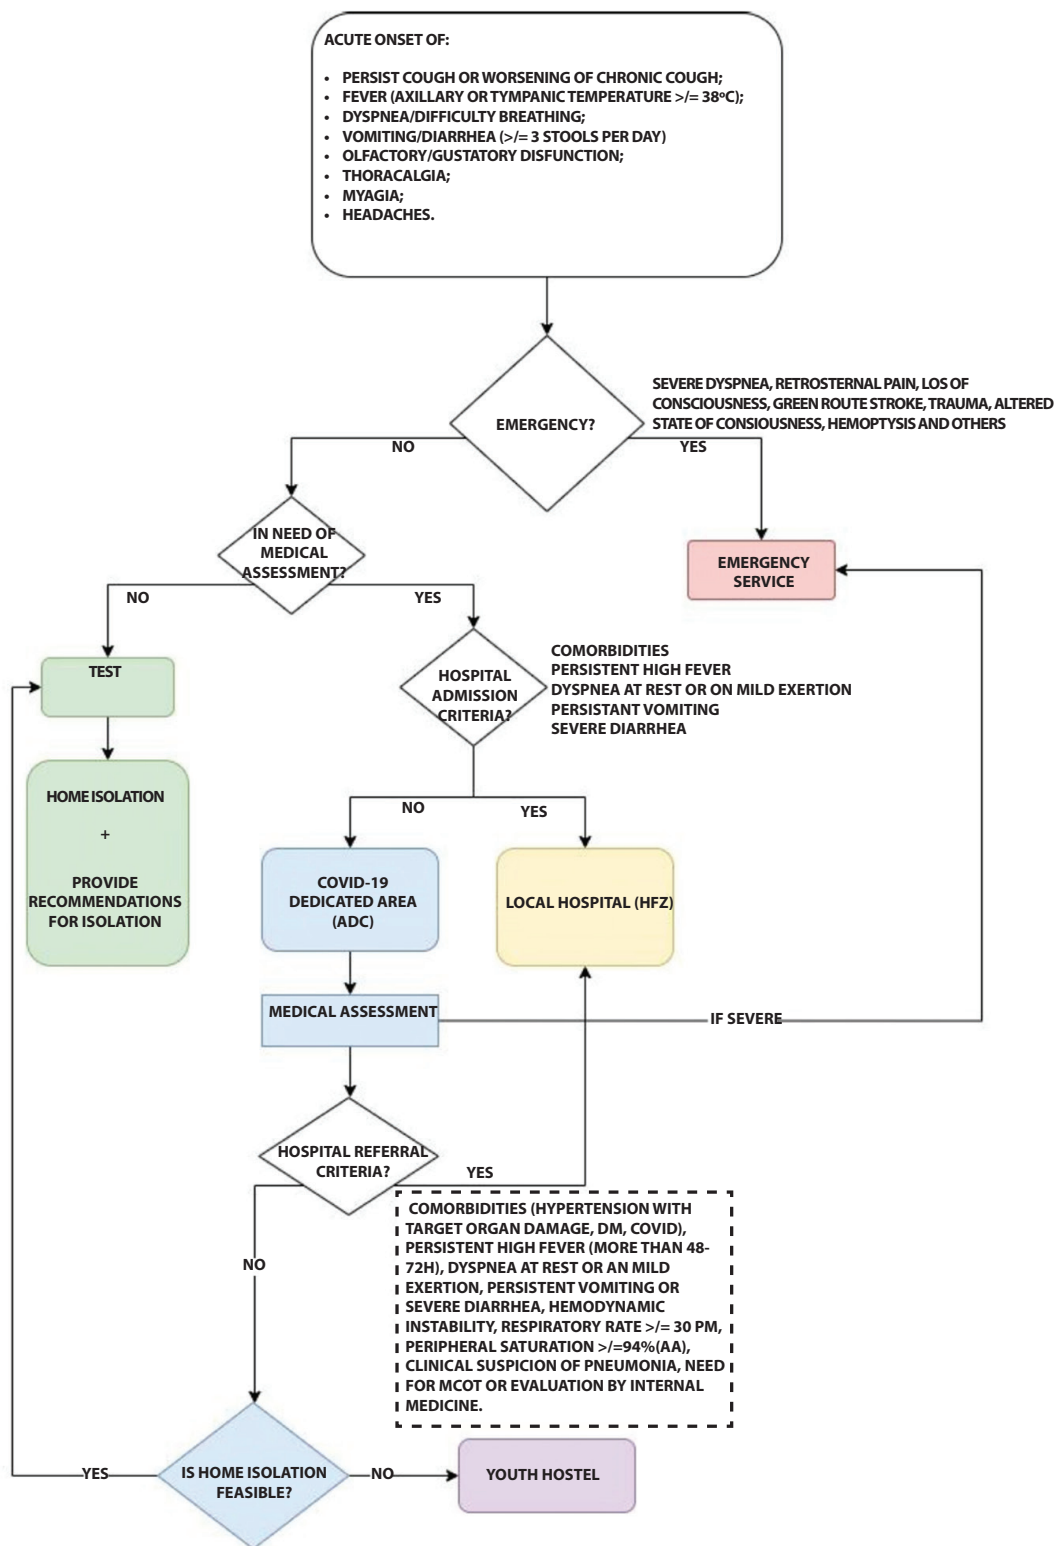 ACUTE ONSET OF:
• PERSIST COUGH OR WORSENING OF CHRONIC COUGH;
• FEVER (AXILLARY OR TYMPANIC TEMPERATURE >/= 38ºC);
• DYSPNEA/DIFFICULTY BREATHING;
• VOMITING/DIARRHEA (>/= 3 STOOLS PER DAY)
• OLFACTORY/GUSTATORY DISFUNCTION;
• THORACALGIA;
• MYAGIA;
• HEADACHES.
EMERGENCY?
SEVERE DYSPNEA, RETROSTERNAL PAIN, LOS OF
CONSCIOUSNESS, GREEN ROUTE STROKE, TRAUMA, ALTERED
STATE OF CONSIOUSNESS, HEMOPTYSIS AND OTHERS
NO
YES
IN NEED OF
MEDICAL
ASSESSMENT?
EMERGENCY
SERVICE
NO
YES
HOSPITAL
ADMISSION
CRITERIA?
COMORBIDITIES
PERSISTENT HIGH FEVER
DYSPNEA AT REST OR ON MILD EXERTION
PERSISTANT VOMITING
SEVERE DIARRHEA
TEST
HOME ISOLATION
+
PROVIDE
RECOMMENDATIONS
FOR ISOLATION
NO
YES
COVID-19
DEDICATED AREA
(ADC)
LOCAL HOSPITAL (HFZ)
MEDICAL ASSESSMENT
IF SEVERE
HOSPITAL REFERRAL
CRITERIA?
YES
COMORBIDITIES (HYPERTENSION WITH
TARGET ORGAN DAMAGE, DM, COVID),
PERSISTENT HIGH FEVER (MORE THAN 48-
72H), DYSPNEA AT REST OR AN MILD
EXERTION, PERSISTENT VOMITING OR
SEVERE DIARRHEA, HEMODYNAMIC
INSTABILITY, RESPIRATORY RATE >/= 30 PM,
PERIPHERAL SATURATION >/=94%(AA),
CLINICAL SUSPICION OF PNEUMONIA, NEED
FOR MCOT OR EVALUATION BY INTERNAL
MEDICINE.
NO
IS HOME ISOLATION
FEASIBLE?
YES
NO
YOUTH HOSTEL